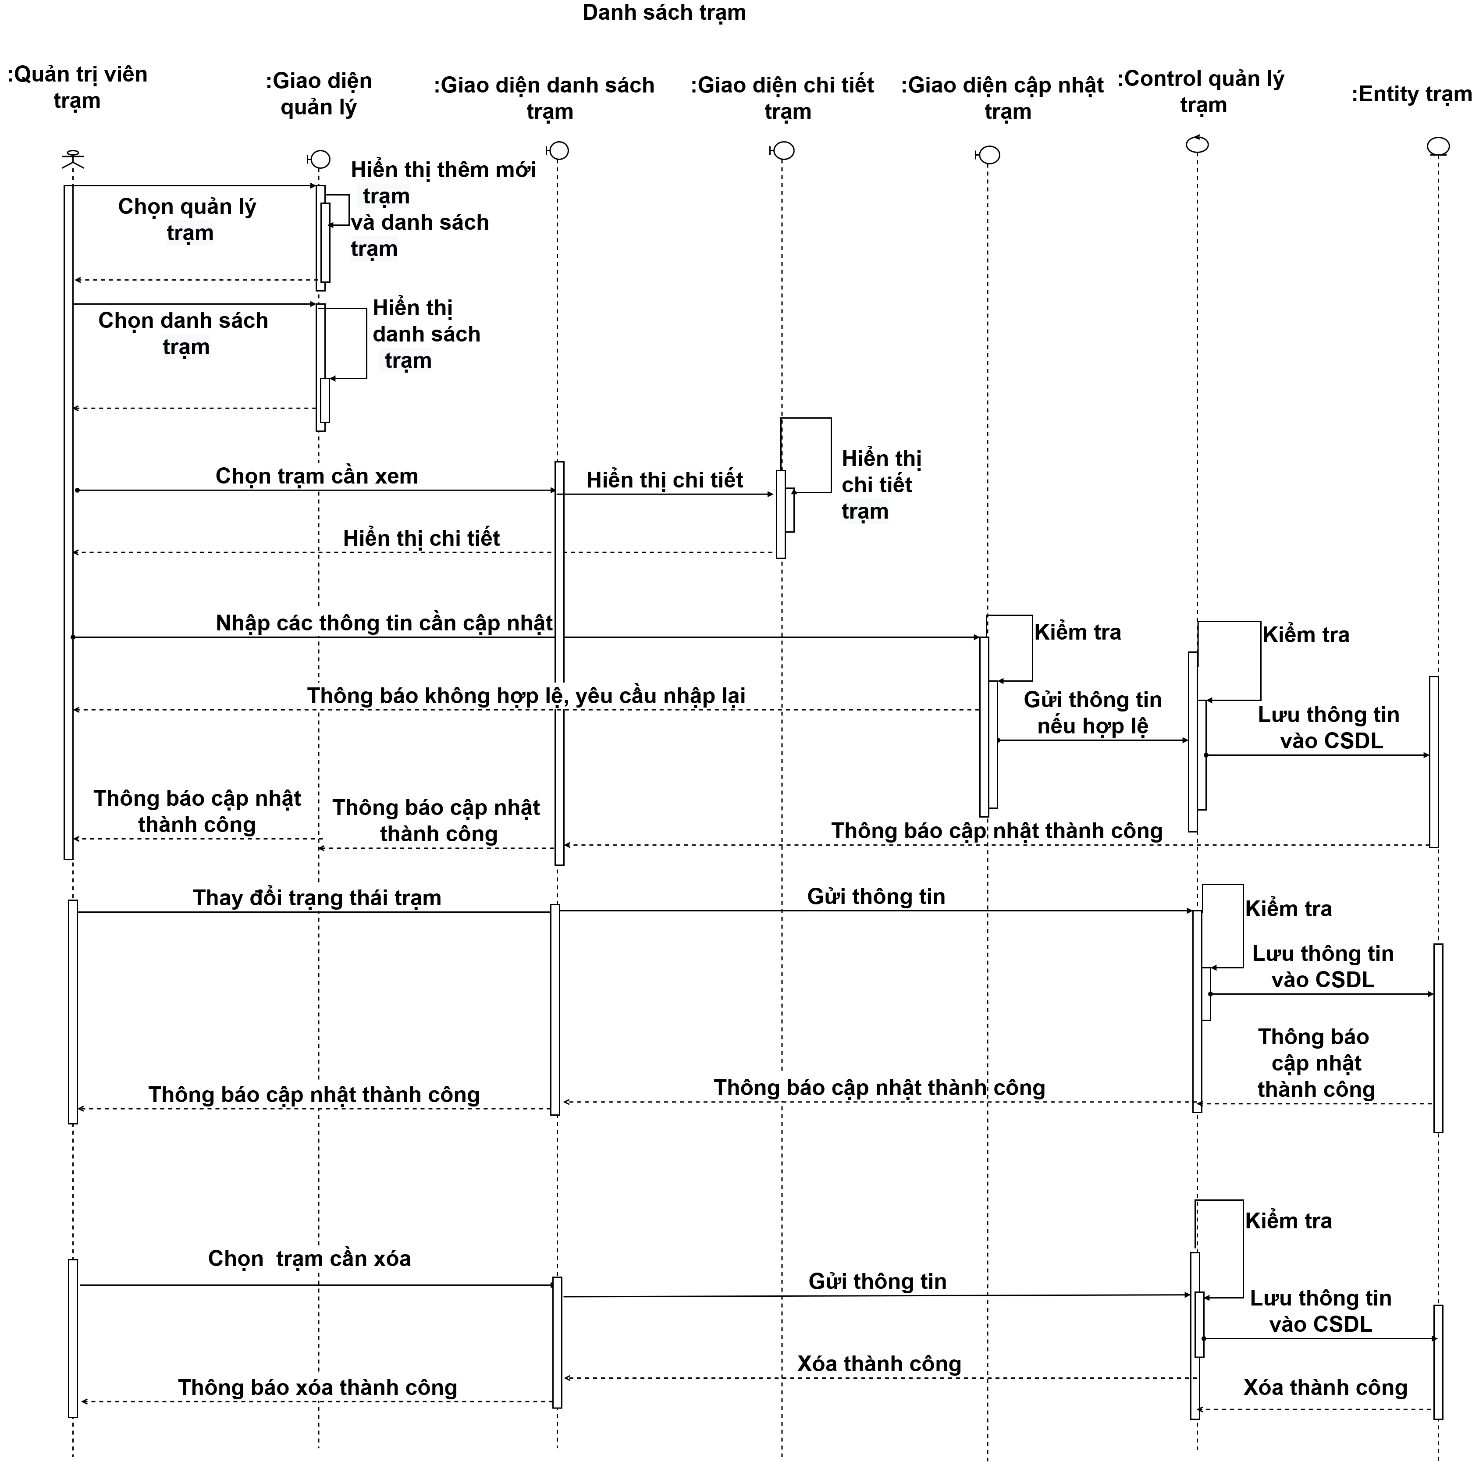 Danh sách trạm
:Quản trị viên
trạm
:Giao diện
quản lý
:Giao diện danh sách
trạm
:Giao diện chi tiết
trạm
:Giao diện cập nhật
trạm
:Control quản lý
trạm
:Entity trạm
Hiển thị thêm mới
trạm
và danh sách
trạm
Chọn quản lý
trạm
Hiển thị
danh sách
trạm
Chọn danh sách
trạm
Chọn trạm cần xem
Hiển thị chi tiết
Hiển thị
chi tiết
trạm
Hiển thị chi tiết
Nhập các thông tin cần cập nhật
Kiểm tra
Kiểm tra
Thông báo không hợp lệ, yêu cầu nhập lại
Gửi thông tin
nếu hợp lệ
Lưu thông tin
vào CSDL
Thông báo cập nhật
thành công
Thông báo cập nhật
thành công
Thông báo cập nhật thành công
Thay đổi trạng thái trạm
Gửi thông tin
Kiểm tra
Lưu thông tin
vào CSDL
Thông báo
cập nhật
thành công
Thông báo cập nhật thành công
Thông báo cập nhật thành công
Kiểm tra
Chọn  trạm cần xóa
Gửi thông tin
Lưu thông tin
vào CSDL
Xóa thành công
Thông báo xóa thành công
Xóa thành công